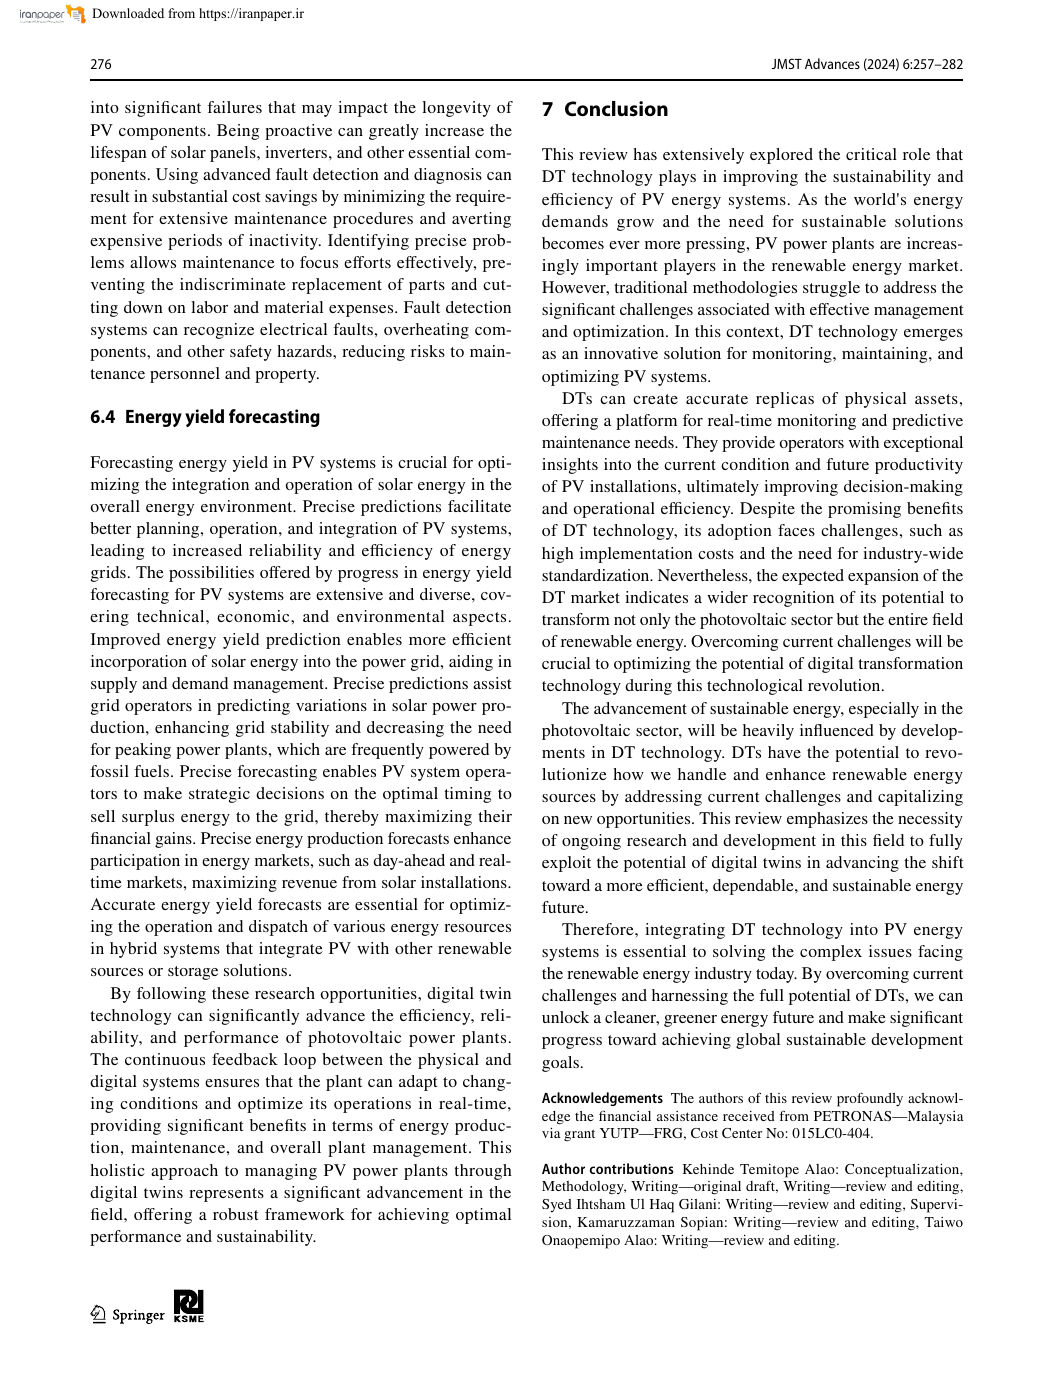 iranpaper
Downloaded from https://iranpaper.ir
276
JMST Advances (2024) 6:257–282
into significant failures that may impact the longevity of
PV components. Being proactive can greatly increase the
lifespan of solar panels, inverters, and other essential com-
ponents. Using advanced fault detection and diagnosis can
result in substantial cost savings by minimizing the require-
ment for extensive maintenance procedures and averting
expensive periods of inactivity. Identifying precise prob-
lems allows maintenance to focus efforts effectively, pre-
venting the indiscriminate replacement of parts and cut-
ting down on labor and material expenses. Fault detection
systems can recognize electrical faults, overheating com-
ponents, and other safety hazards, reducing risks to main-
tenance personnel and property.
6.4 Energy yield forecasting
Forecasting energy yield in PV systems is crucial for opti-
mizing the integration and operation of solar energy in the
overall energy environment. Precise predictions facilitate
better planning, operation, and integration of PV systems,
leading to increased reliability and efficiency of energy
grids. The possibilities offered by progress in energy yield
forecasting for PV systems are extensive and diverse, cov-
ering technical, economic, and environmental aspects.
Improved energy yield prediction enables more efficient
incorporation of solar energy into the power grid, aiding in
supply and demand management. Precise predictions assist
grid operators in predicting variations in solar power pro-
duction, enhancing grid stability and decreasing the need
for peaking power plants, which are frequently powered by
fossil fuels. Precise forecasting enables PV system opera-
tors to make strategic decisions on the optimal timing to
sell surplus energy to the grid, thereby maximizing their
financial gains. Precise energy production forecasts enhance
participation in energy markets, such as day-ahead and real-
time markets, maximizing revenue from solar installations.
Accurate energy yield forecasts are essential for optimiz-
ing the operation and dispatch of various energy resources
in hybrid systems that integrate PV with other renewable
sources or storage solutions.
By following these research opportunities, digital twin
technology can significantly advance the efficiency, reli-
ability, and performance of photovoltaic power plants.
The continuous feedback loop between the physical and
digital systems ensures that the plant can adapt to chang-
ing conditions and optimize its operations in real-time,
providing significant benefits in terms of energy produc-
tion, maintenance, and overall plant management. This
holistic approach to managing PV power plants through
digital twins represents a significant advancement in the
field, offering a robust framework for achieving optimal
performance and sustainability.
7 Conclusion
This review has extensively explored the critical role that
DT technology plays in improving the sustainability and
efficiency of PV energy systems. As the world's energy
demands grow and the need for sustainable solutions
becomes ever more pressing, PV power plants are increas-
ingly important players in the renewable energy market.
However, traditional methodologies struggle to address the
significant challenges associated with effective management
and optimization. In this context, DT technology emerges
as an innovative solution for monitoring, maintaining, and
optimizing PV systems.
DTs can create accurate replicas of physical assets,
offering a platform for real-time monitoring and predictive
maintenance needs. They provide operators with exceptional
insights into the current condition and future productivity
of PV installations, ultimately improving decision-making
and operational efficiency. Despite the promising benefits
of DT technology, its adoption faces challenges, such as
high implementation costs and the need for industry-wide
standardization. Nevertheless, the expected expansion of the
DT market indicates a wider recognition of its potential to
transform not only the photovoltaic sector but the entire field
of renewable energy. Overcoming current challenges will be
crucial to optimizing the potential of digital transformation
technology during this technological revolution.
The advancement of sustainable energy, especially in the
photovoltaic sector, will be heavily influenced by develop-
ments in DT technology. DTs have the potential to revo-
lutionize how we handle and enhance renewable energy
sources by addressing current challenges and capitalizing
on new opportunities. This review emphasizes the necessity
of ongoing research and development in this field to fully
exploit the potential of digital twins in advancing the shift
toward a more efficient, dependable, and sustainable energy
future.
Therefore, integrating DT technology into PV energy
systems is essential to solving the complex issues facing
the renewable energy industry today. By overcoming current
challenges and harnessing the full potential of DTs, we can
unlock a cleaner, greener energy future and make significant
progress toward achieving global sustainable development
goals.
Acknowledgements The authors of this review profoundly acknowl-
edge the financial assistance received from PETRONAS—Malaysia
via grant YUTP—FRG, Cost Center No: 015LC0-404.
Author contributions Kehinde Temitope Alao: Conceptualization,
Methodology, Writing—original draft, Writing—review and editing,
Syed Ihtsham Ul Haq Gilani: Writing—review and editing, Supervi-
sion, Kamaruzzaman Sopian: Writing—review and editing, Taiwo
Onaopemipo Alao: Writing—review and editing.
Springer
KSME